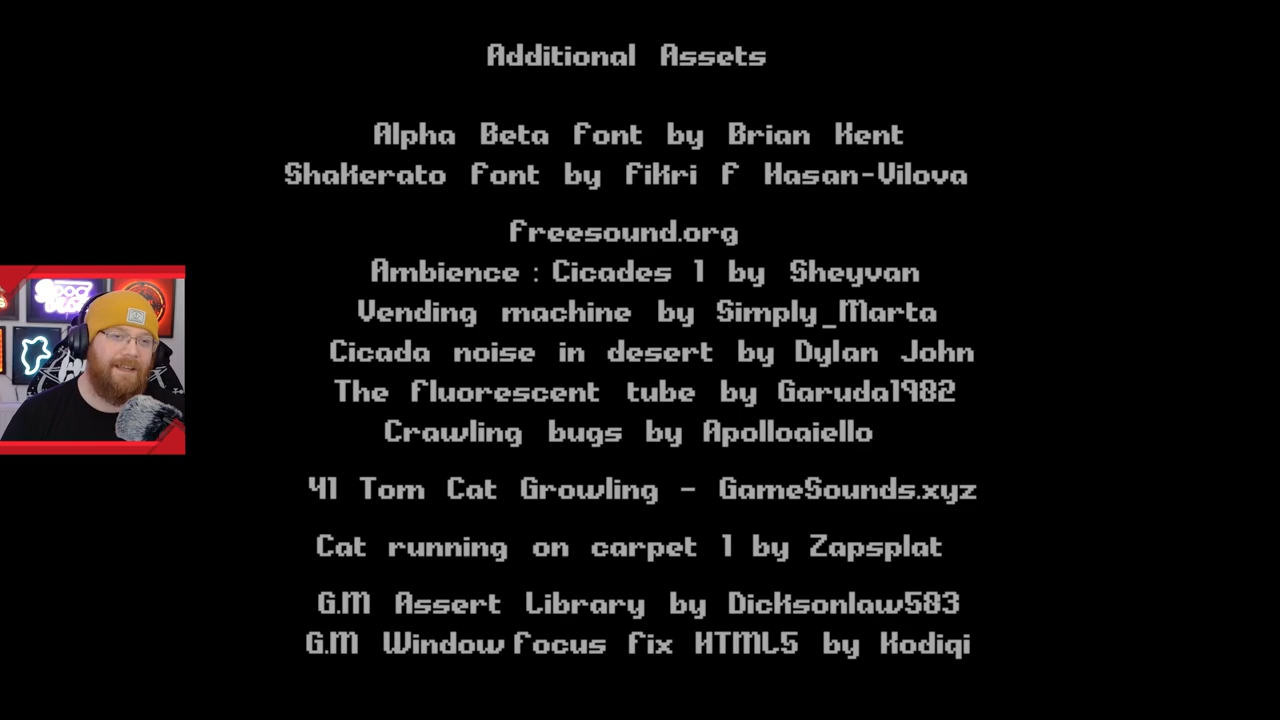 Additional Assets
Alpha Beta font by Brian Kent
Shakerato font by fikri f Hasan-Vilova
freesound.org
Ambience : Cicades 1 by Sheyvan
Vending machine by Simply_Marta
Cicada noise in desert by Dylan John
The fluorescent tube by Garuda1982
Crawling bugs by Apolloaiello
41 Tom Cat Growling - GameSounds.xyz
Cat running on carpet 1 by Zapsplat
G.M Assert Library by Dicksonlaw583
G.M Window focus fix HTML5 by Kodiqi